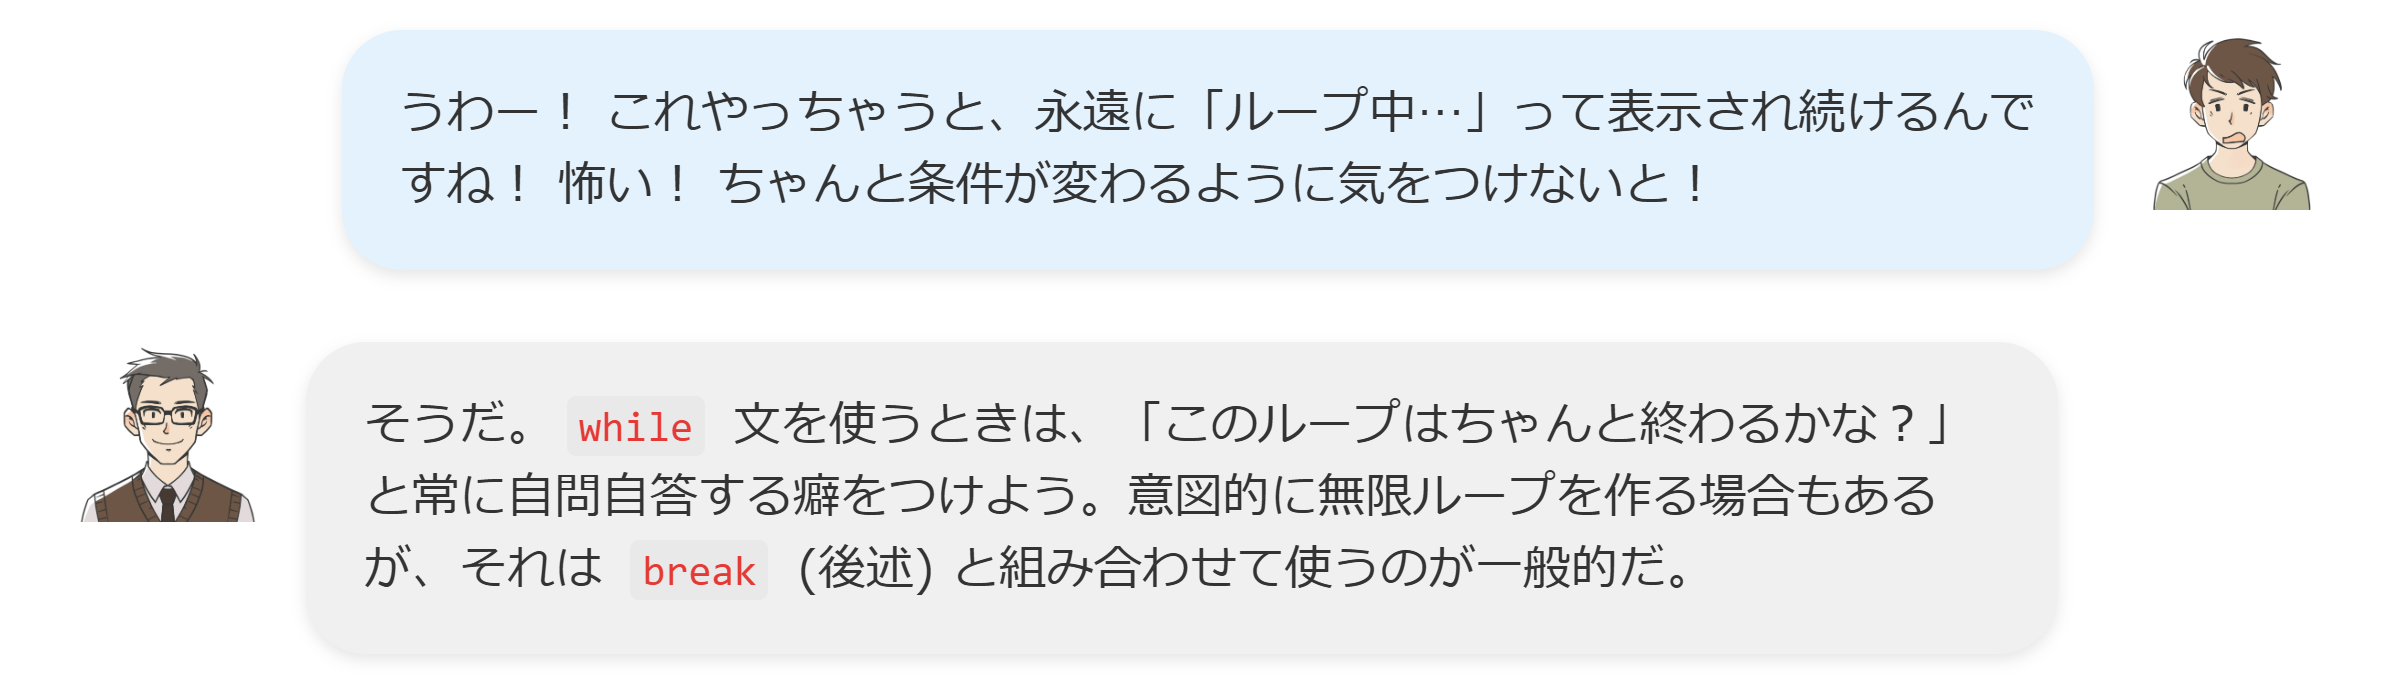 うわー！ これやっちゃうと、永遠に「ループ中…」って表示され続けるんで
すね！ 怖い！ ちゃんと条件が変わるように気をつけないと！
そうだ。 while 文を使うときは、「このループはちゃんと終わるかな？」
と常に自問自答する癖をつけよう。意図的に無限ループを作る場合もある
が、それは break (後述) と組み合わせて使うのが一般的だ。